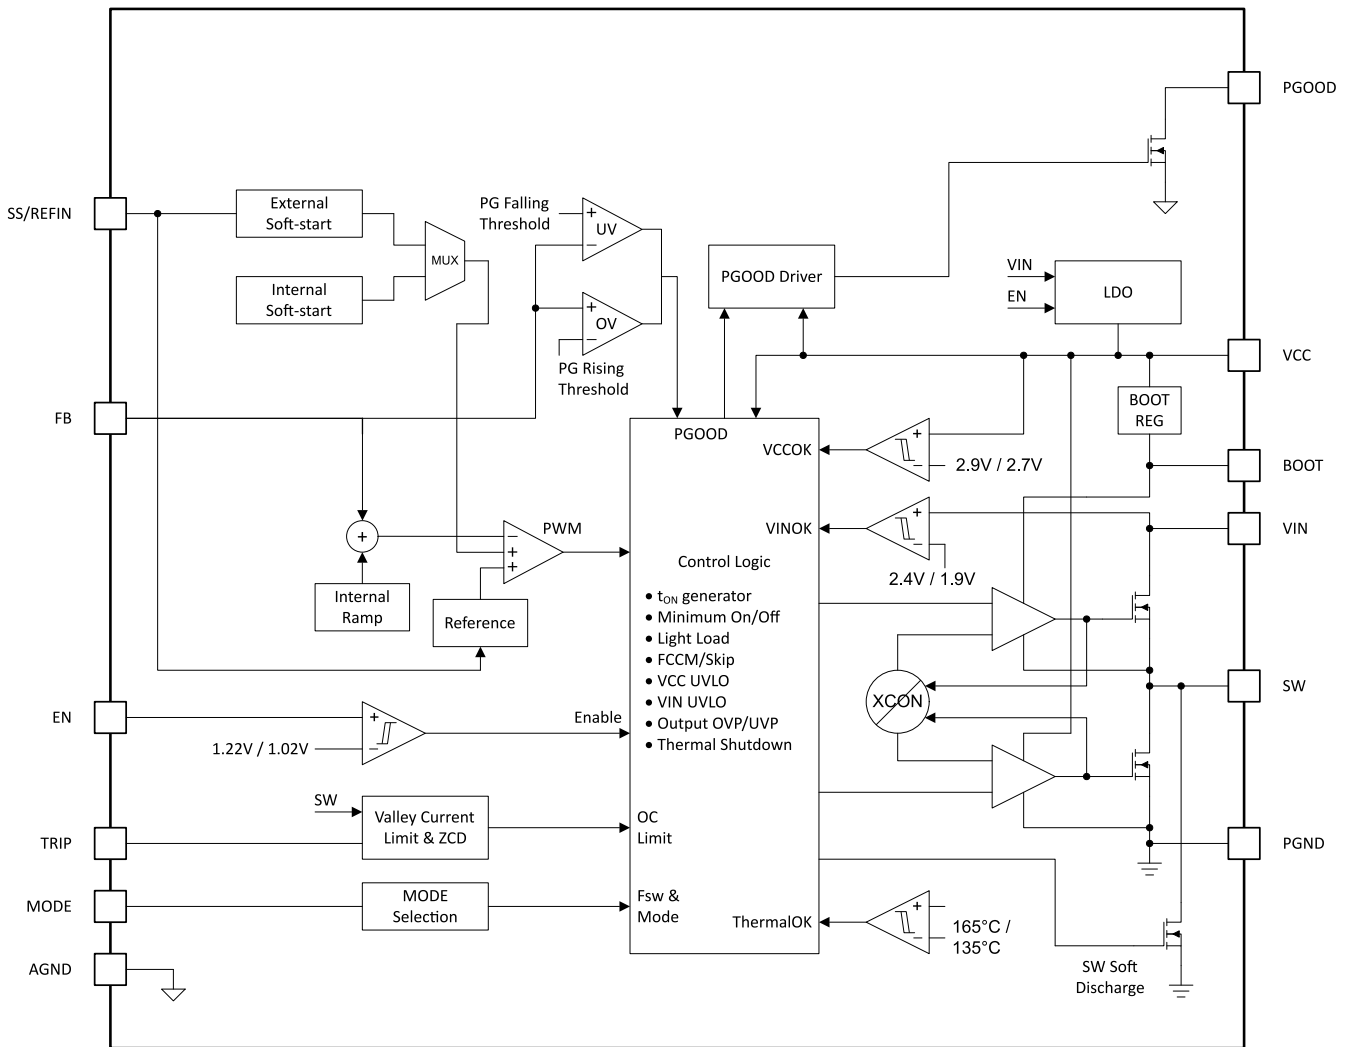 PGOOD
SS/REFIN
External
Soft-start
Internal
Soft-start
MUX
PG Falling
Threshold
+
UV
−
+
OV
−
PG Rising
Threshold
PGOOD Driver
VIN
EN
LDO
VCC
BOOT
REG
BOOT
FB
PGOOD
VCCOK
+
−
2.9V / 2.7V
VINOK
+
−
2.4V / 1.9V
VIN
+
Internal
Ramp
−
+
+
PWM
Reference
Control Logic
• tON generator
• Minimum On/Off
• Light Load
• FCCM/Skip
• VCC UVLO
• VIN UVLO
• Output OVP/UVP
• Thermal Shutdown
XCON
SW
EN
+
−
1.22V / 1.02V
Enable
SW
TRIP
Valley Current
Limit & ZCD
OC
Limit
PGND
MODE
MODE
Selection
Fsw &
Mode
ThermalOK
+
−
165°C /
135°C
SW Soft
Discharge
AGND